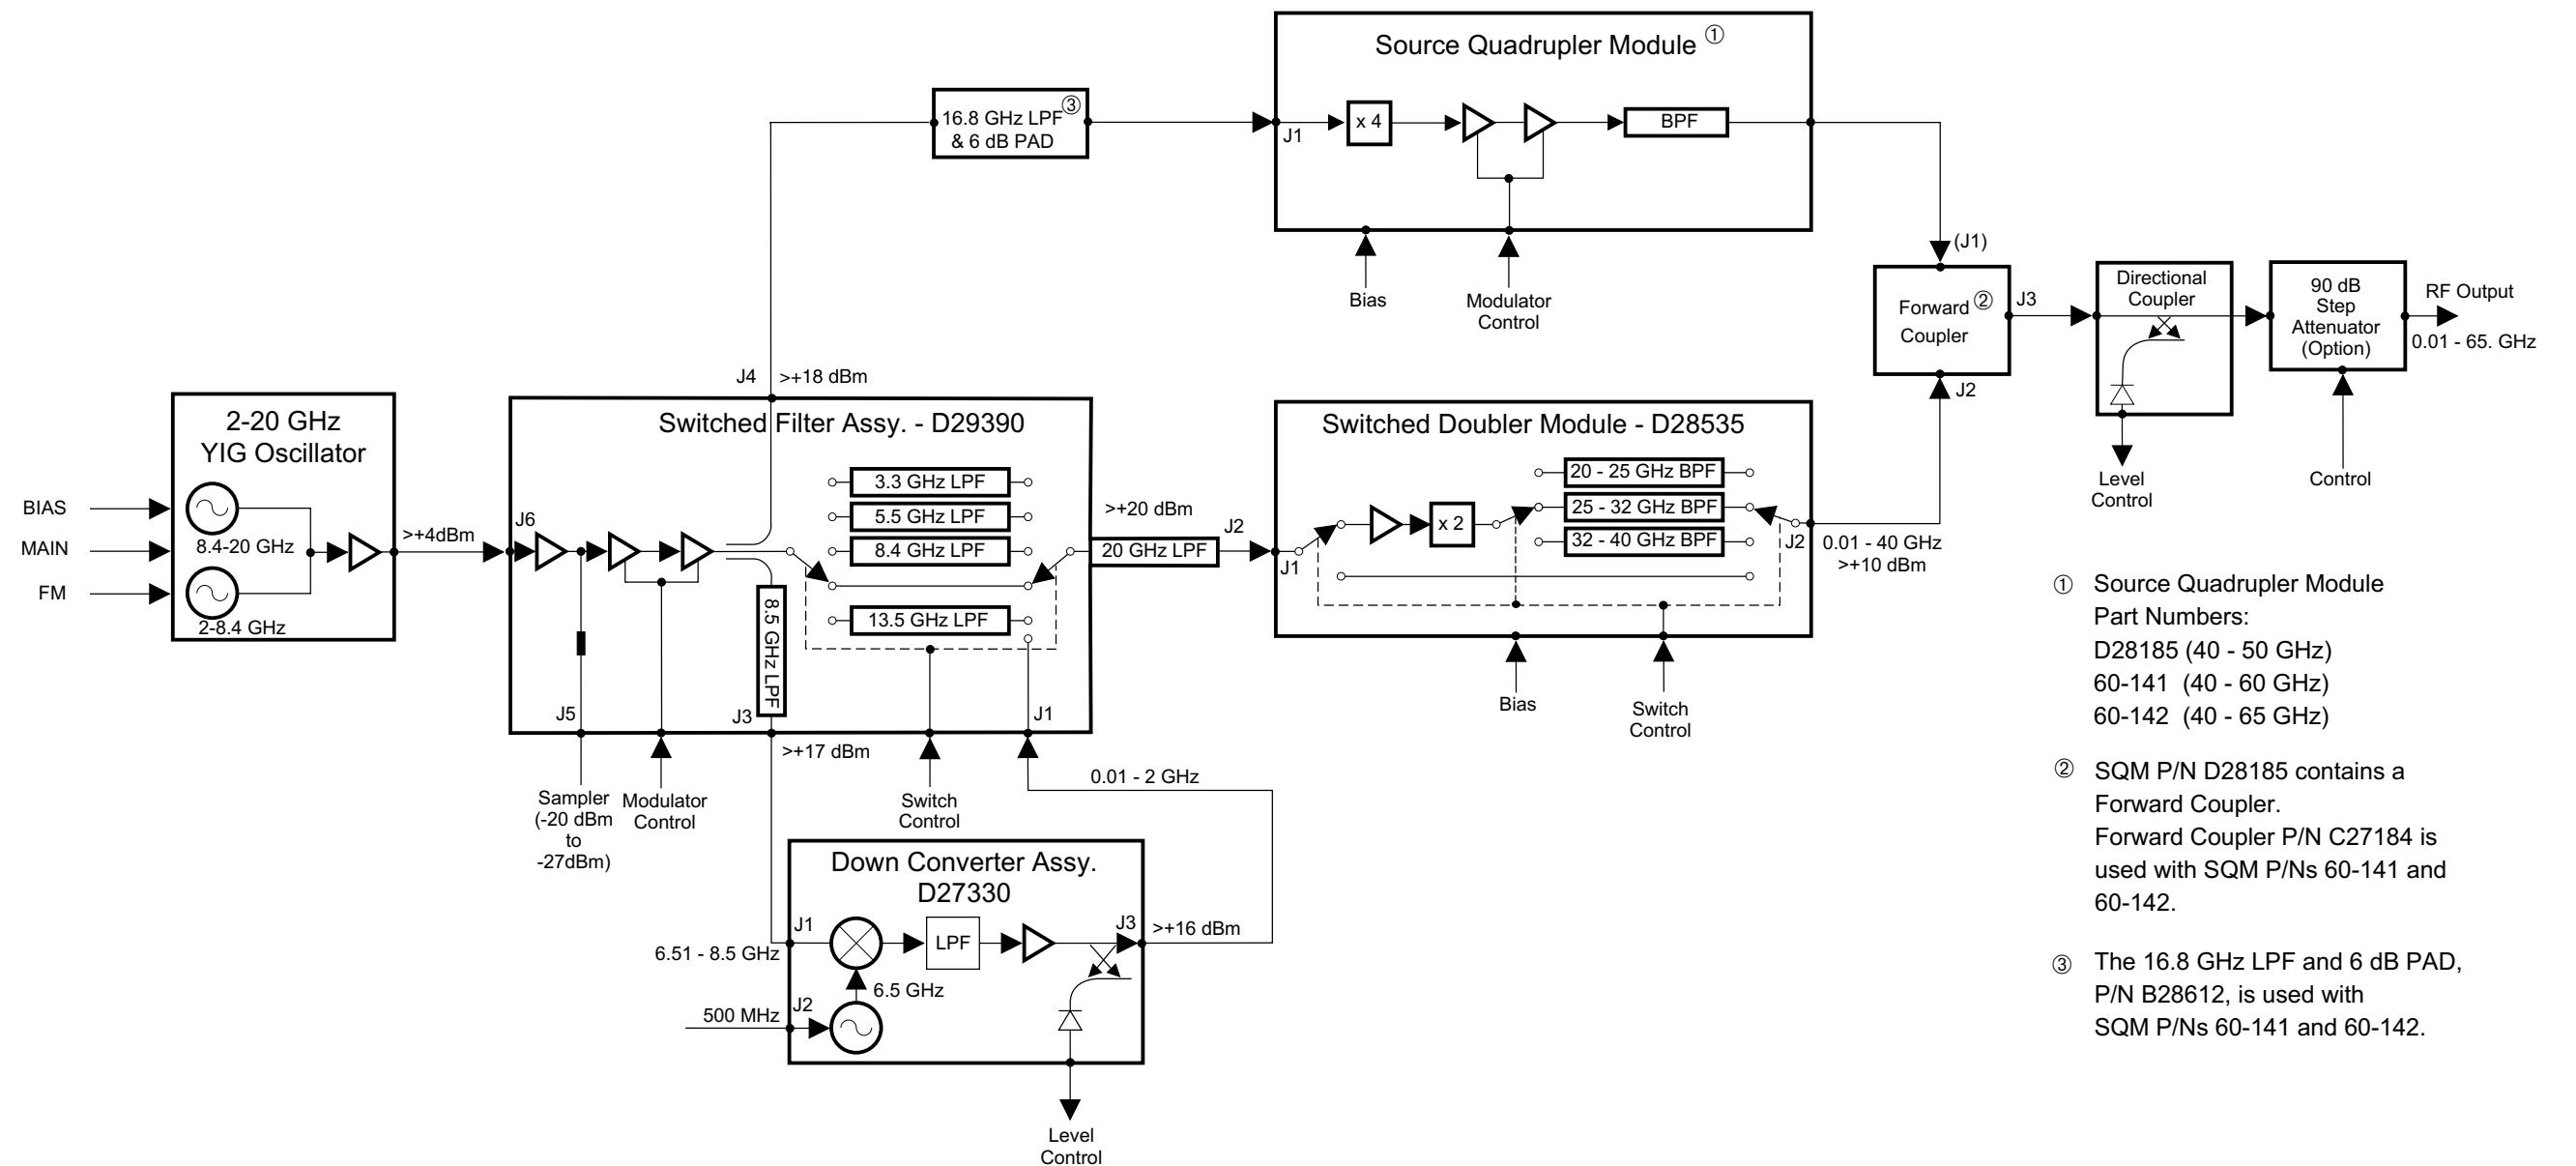 Source Quadrupler Module ①
16.8 GHz LPF ③
& 6 dB PAD
J1
x 4
BPF
Bias
Modulator
Control
(J1)
Forward ②
Coupler
J3
J2
Directional
Coupler
Level
Control
90 dB
Step
Attenuator
(Option)
Control
RF Output
0.01 - 65. GHz
2-20 GHz
YIG Oscillator
BIAS
MAIN
FM
8.4-20 GHz
2-8.4 GHz
>+4dBm
J4
>+18 dBm
Switched Filter Assy. - D29390
J6
3.3 GHz LPF
5.5 GHz LPF
8.4 GHz LPF
13.5 GHz LPF
8.5 GHz LPF
J5
J3
J1
>+17 dBm
Sampler
(-20 dBm
to
-27dBm)
Modulator
Control
Switch
Control
>+20 dBm
20 GHz LPF
J2
Switched Doubler Module - D28535
J1
x 2
20 - 25 GHz BPF
25 - 32 GHz BPF
32 - 40 GHz BPF
J2
0.01 - 40 GHz
>+10 dBm
Bias
Switch
Control
0.01 - 2 GHz
Down Converter Assy.
D27330
J1
6.51 - 8.5 GHz
LPF
J3
>+16 dBm
6.5 GHz
500 MHz
J2
Level
Control
① Source Quadrupler Module
Part Numbers:
D28185 (40 - 50 GHz)
60-141 (40 - 60 GHz)
60-142 (40 - 65 GHz)
② SQM P/N D28185 contains a
Forward Coupler.
Forward Coupler P/N C27184 is
used with SQM P/Ns 60-141 and
60-142.
③ The 16.8 GHz LPF and 6 dB PAD,
P/N B28612, is used with
SQM P/Ns 60-141 and 60-142.